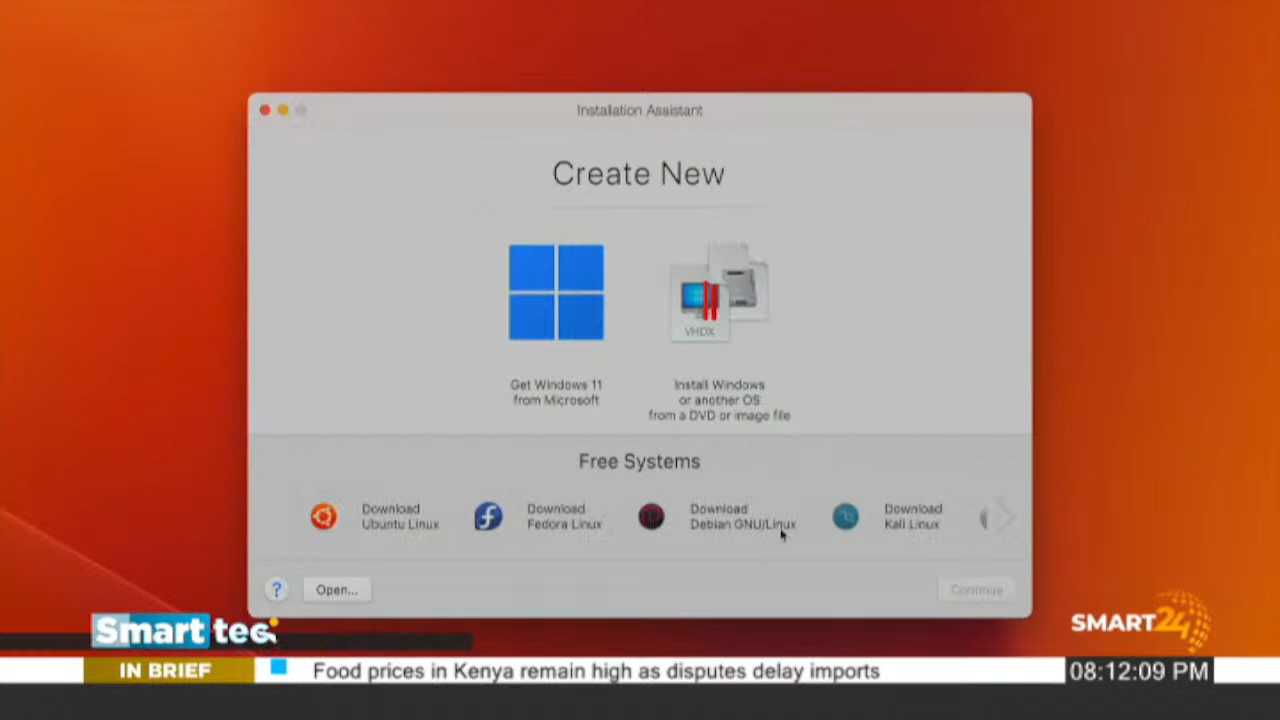 Installation Assistant
Create New
VHDX
Get Windows 11
from Microsoft
Install Windows
or another OS
from a DVD or image file
Free Systems
Download
Ubuntu Linux
Download
Fedora Linux
Download
Debian GNU/Linux
Download
Kali Linux
?
Open...
Continue
Smart tec
SMART24
IN BRIEF
Food prices in Kenya remain high as disputes delay imports
08:12:09 PM